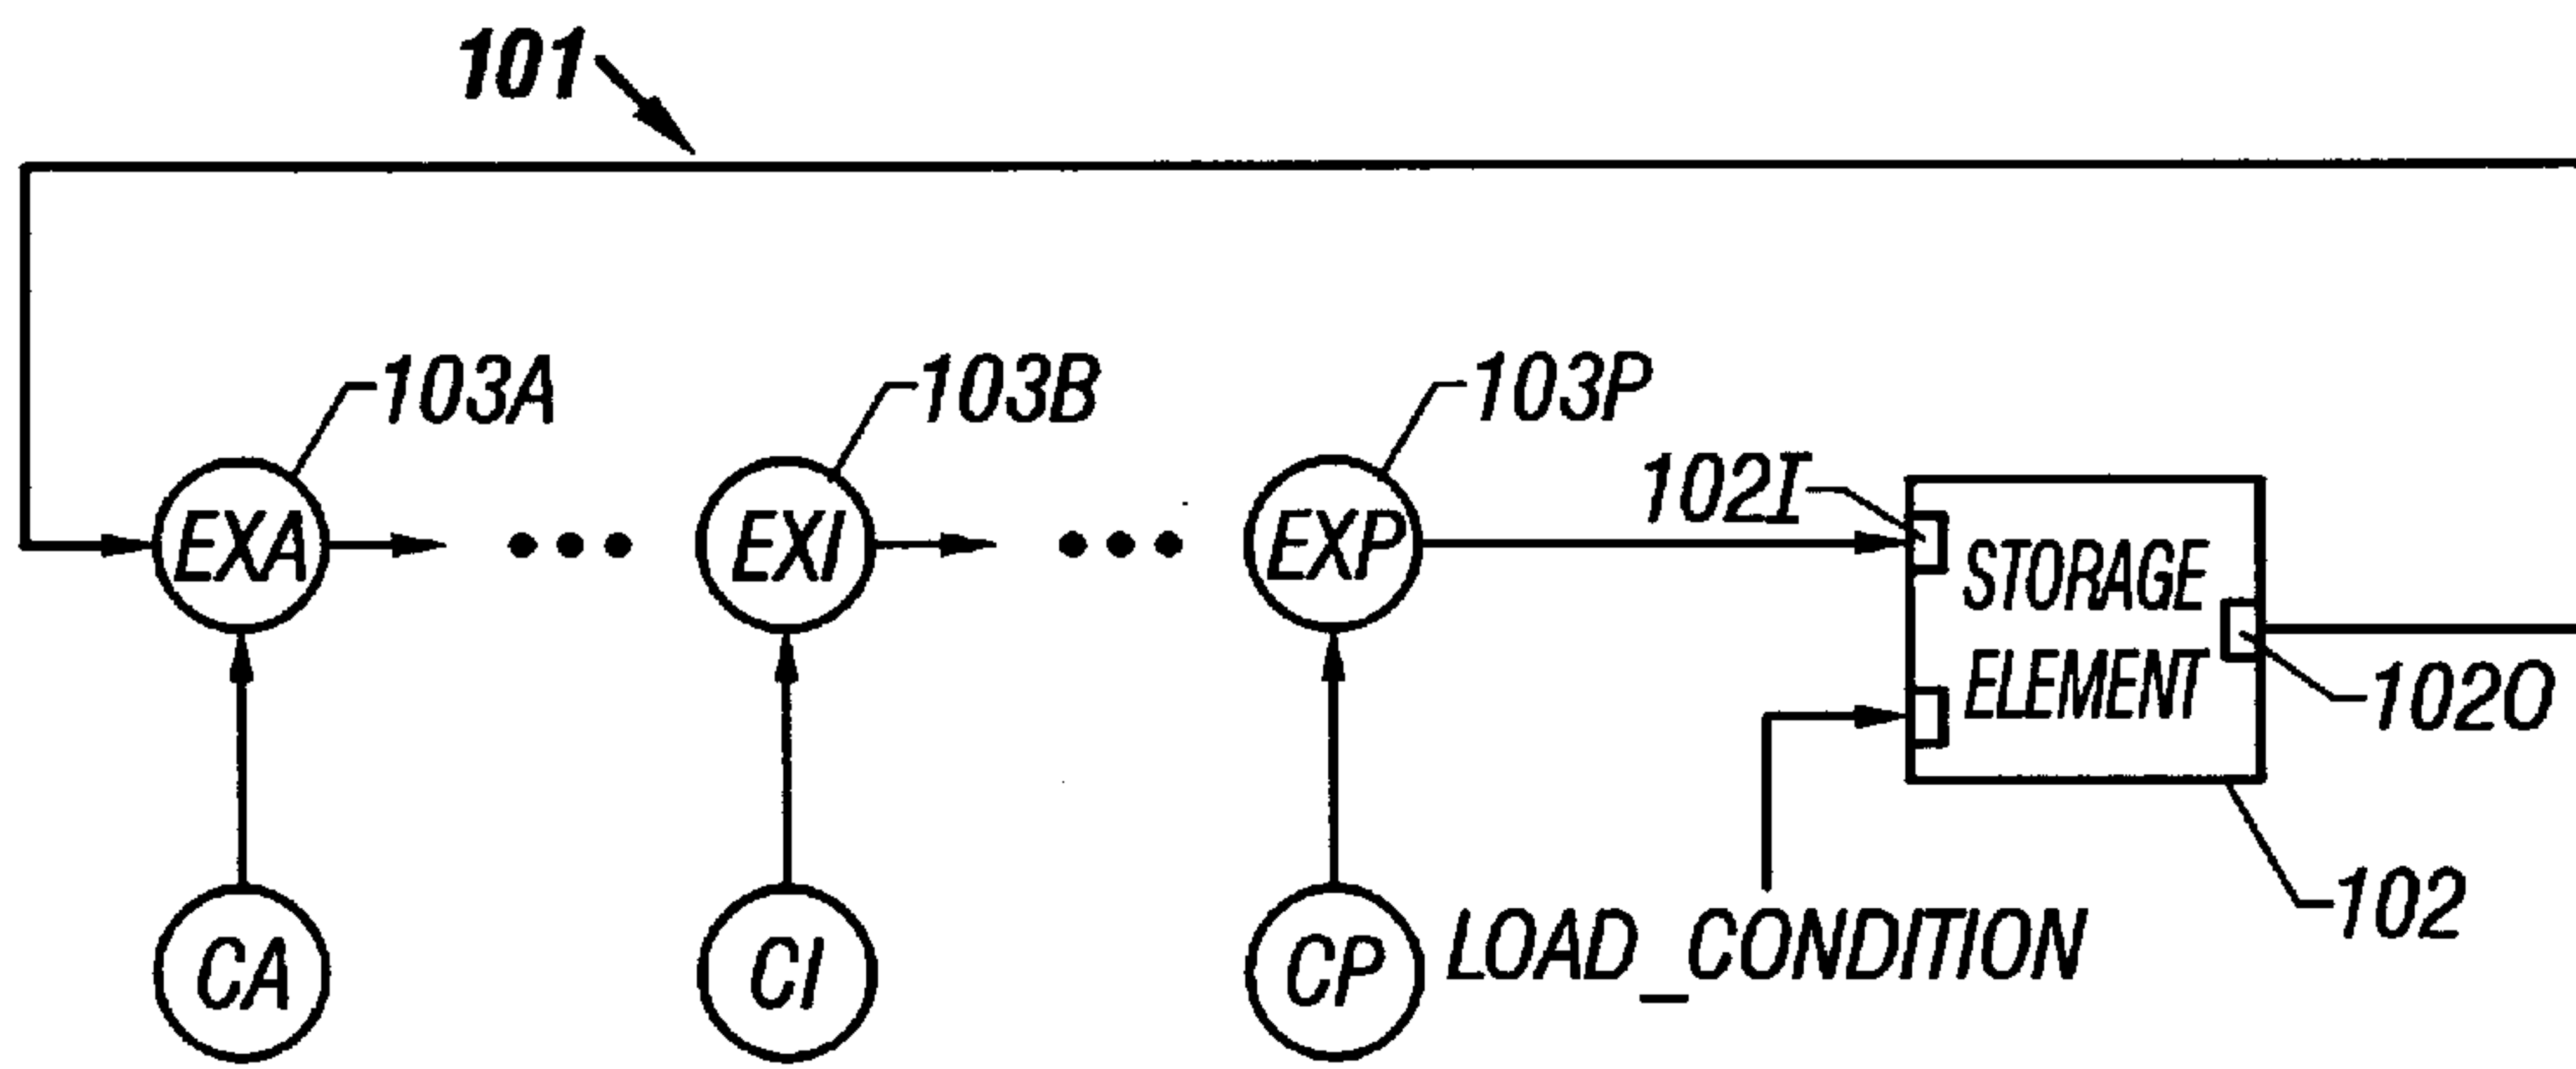 101
103A
103B
103P
102I
EXA
EXI
EXP
STORAGE
ELEMENT
102O
102
CA
CI
CP
LOAD_CONDITION